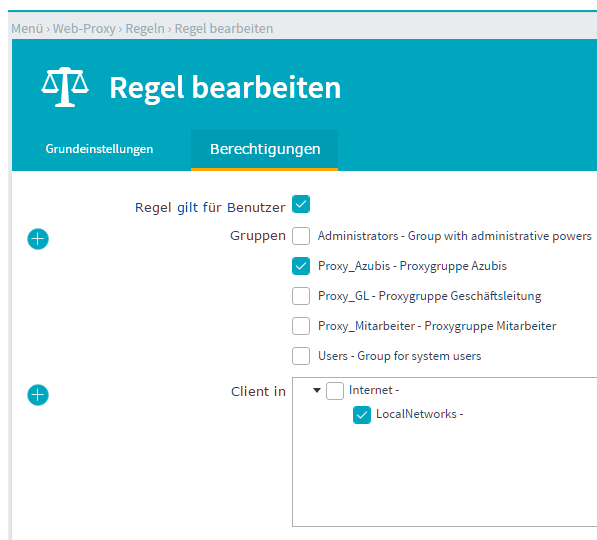 Menü › Web-Proxy › Regeln › Regel bearbeiten
Regel bearbeiten
Grundeinstellungen
Berechtigungen
Regel gilt für Benutzer
Gruppen
Administrators - Group with administrative powers
Proxy_Azubis - Proxygruppe Azubis
Proxy_GL - Proxygruppe Geschäftsleitung
Proxy_Mitarbeiter - Proxygruppe Mitarbeiter
Users - Group for system users
Client in
Internet -
LocalNetworks -